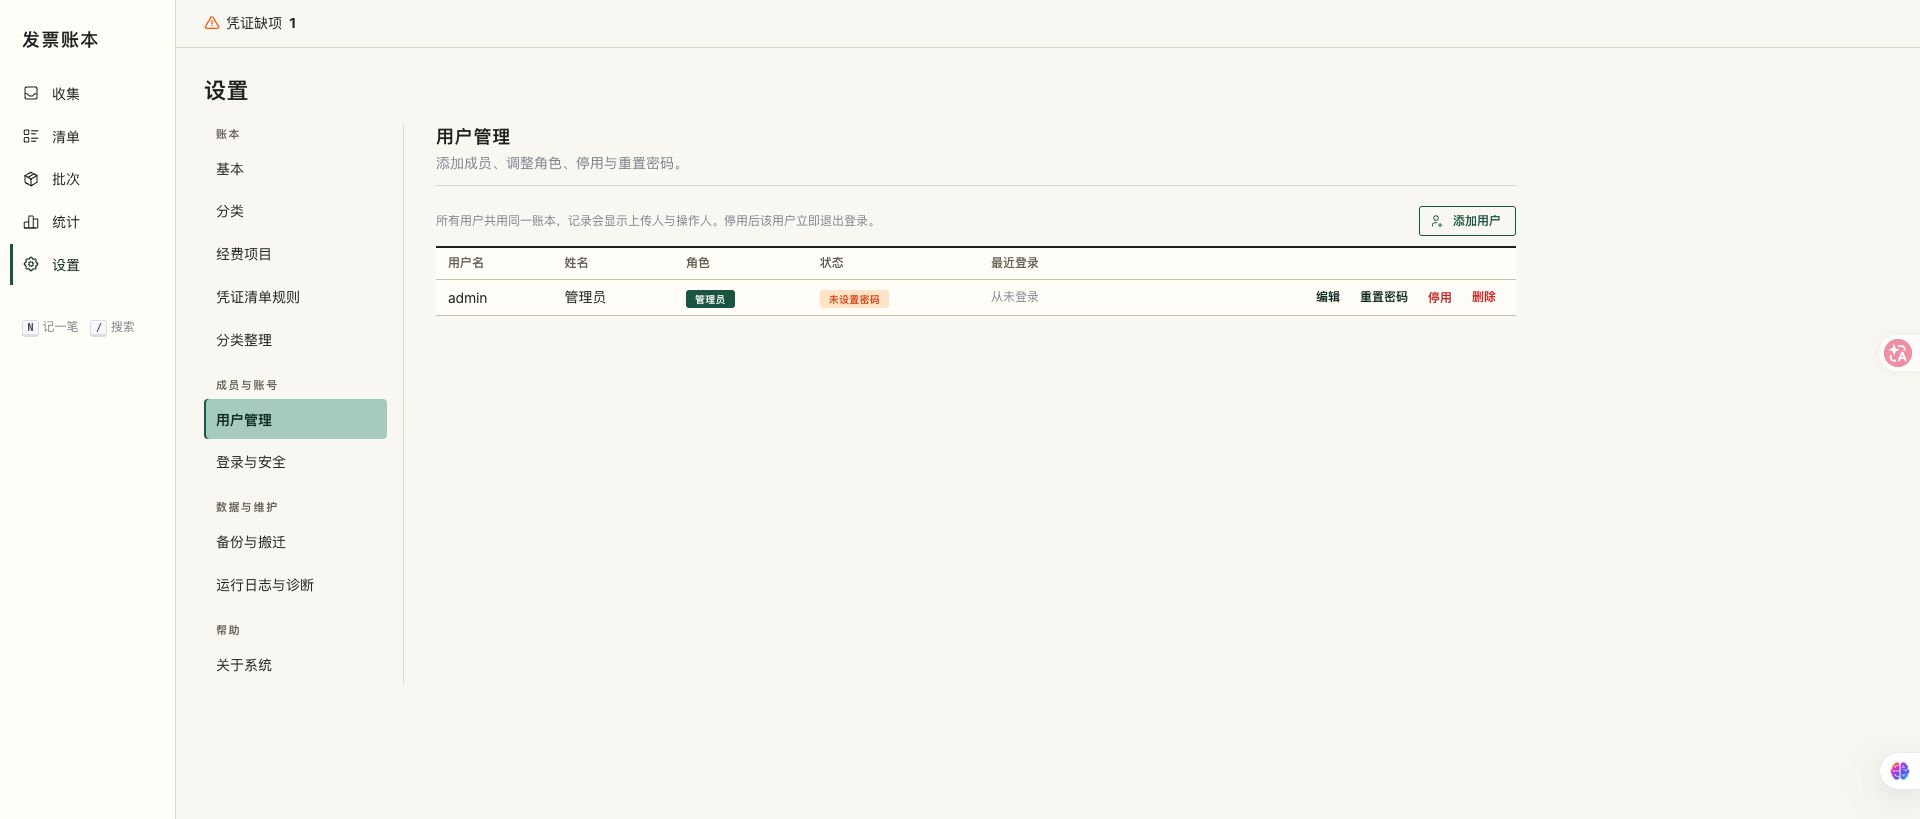 发票账本
收集
清单
批次
统计
设置
N 记一笔 / 搜索
凭证缺项 1
设置
账本
基本
分类
经费项目
凭证清单规则
分类整理
成员与账号
用户管理
登录与安全
数据与维护
备份与搬迁
运行日志与诊断
帮助
关于系统
用户管理
添加成员、调整角色、停用与重置密码。
所有用户共用同一账本，记录会显示上传人与操作人。停用后该用户立即退出登录。
添加用户
用户名 姓名 角色 状态 最近登录
admin 管理员 管理员 未设置密码 从未登录 编辑 重置密码 停用 删除